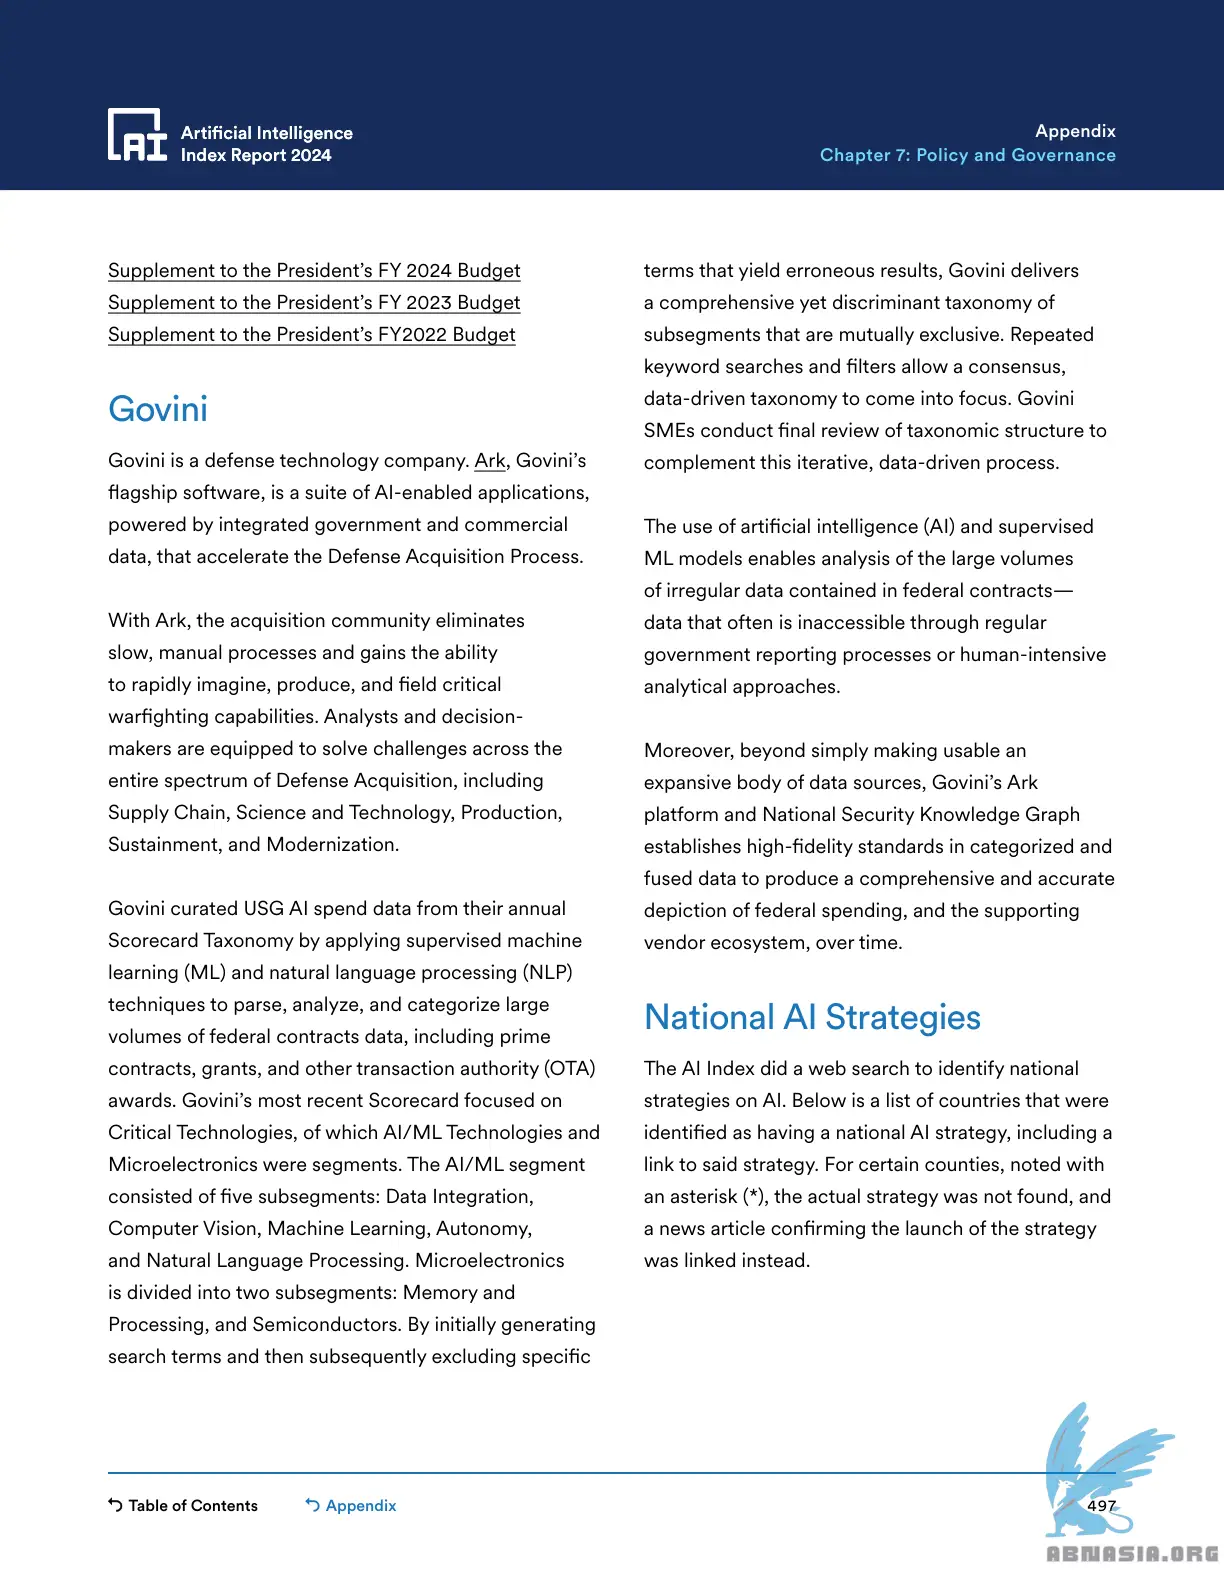 Artificial Intelligence
Index Report 2024
Appendix
Chapter 7: Policy and Governance
Supplement to the President’s FY 2024 Budget
Supplement to the President’s FY 2023 Budget
Supplement to the President’s FY2022 Budget
Govini
Govini is a defense technology company. Ark, Govini’s
flagship software, is a suite of AI-enabled applications,
powered by integrated government and commercial
data, that accelerate the Defense Acquisition Process.
With Ark, the acquisition community eliminates
slow, manual processes and gains the ability
to rapidly imagine, produce, and field critical
warfighting capabilities. Analysts and decision-
makers are equipped to solve challenges across the
entire spectrum of Defense Acquisition, including
Supply Chain, Science and Technology, Production,
Sustainment, and Modernization.
Govini curated USG AI spend data from their annual
Scorecard Taxonomy by applying supervised machine
learning (ML) and natural language processing (NLP)
techniques to parse, analyze, and categorize large
volumes of federal contracts data, including prime
contracts, grants, and other transaction authority (OTA)
awards. Govini’s most recent Scorecard focused on
Critical Technologies, of which AI/ML Technologies and
Microelectronics were segments. The AI/ML segment
consisted of five subsegments: Data Integration,
Computer Vision, Machine Learning, Autonomy,
and Natural Language Processing. Microelectronics
is divided into two subsegments: Memory and
Processing, and Semiconductors. By initially generating
search terms and then subsequently excluding specific
terms that yield erroneous results, Govini delivers
a comprehensive yet discriminant taxonomy of
subsegments that are mutually exclusive. Repeated
keyword searches and filters allow a consensus,
data-driven taxonomy to come into focus. Govini
SMEs conduct final review of taxonomic structure to
complement this iterative, data-driven process.
The use of artificial intelligence (AI) and supervised
ML models enables analysis of the large volumes
of irregular data contained in federal contracts—
data that often is inaccessible through regular
government reporting processes or human-intensive
analytical approaches.
Moreover, beyond simply making usable an
expansive body of data sources, Govini’s Ark
platform and National Security Knowledge Graph
establishes high-fidelity standards in categorized and
fused data to produce a comprehensive and accurate
depiction of federal spending, and the supporting
vendor ecosystem, over time.
National AI Strategies
The AI Index did a web search to identify national
strategies on AI. Below is a list of countries that were
identified as having a national AI strategy, including a
link to said strategy. For certain counties, noted with
an asterisk (*), the actual strategy was not found, and
a news article confirming the launch of the strategy
was linked instead.
Table of Contents
Appendix
497
ABNASIA.ORG